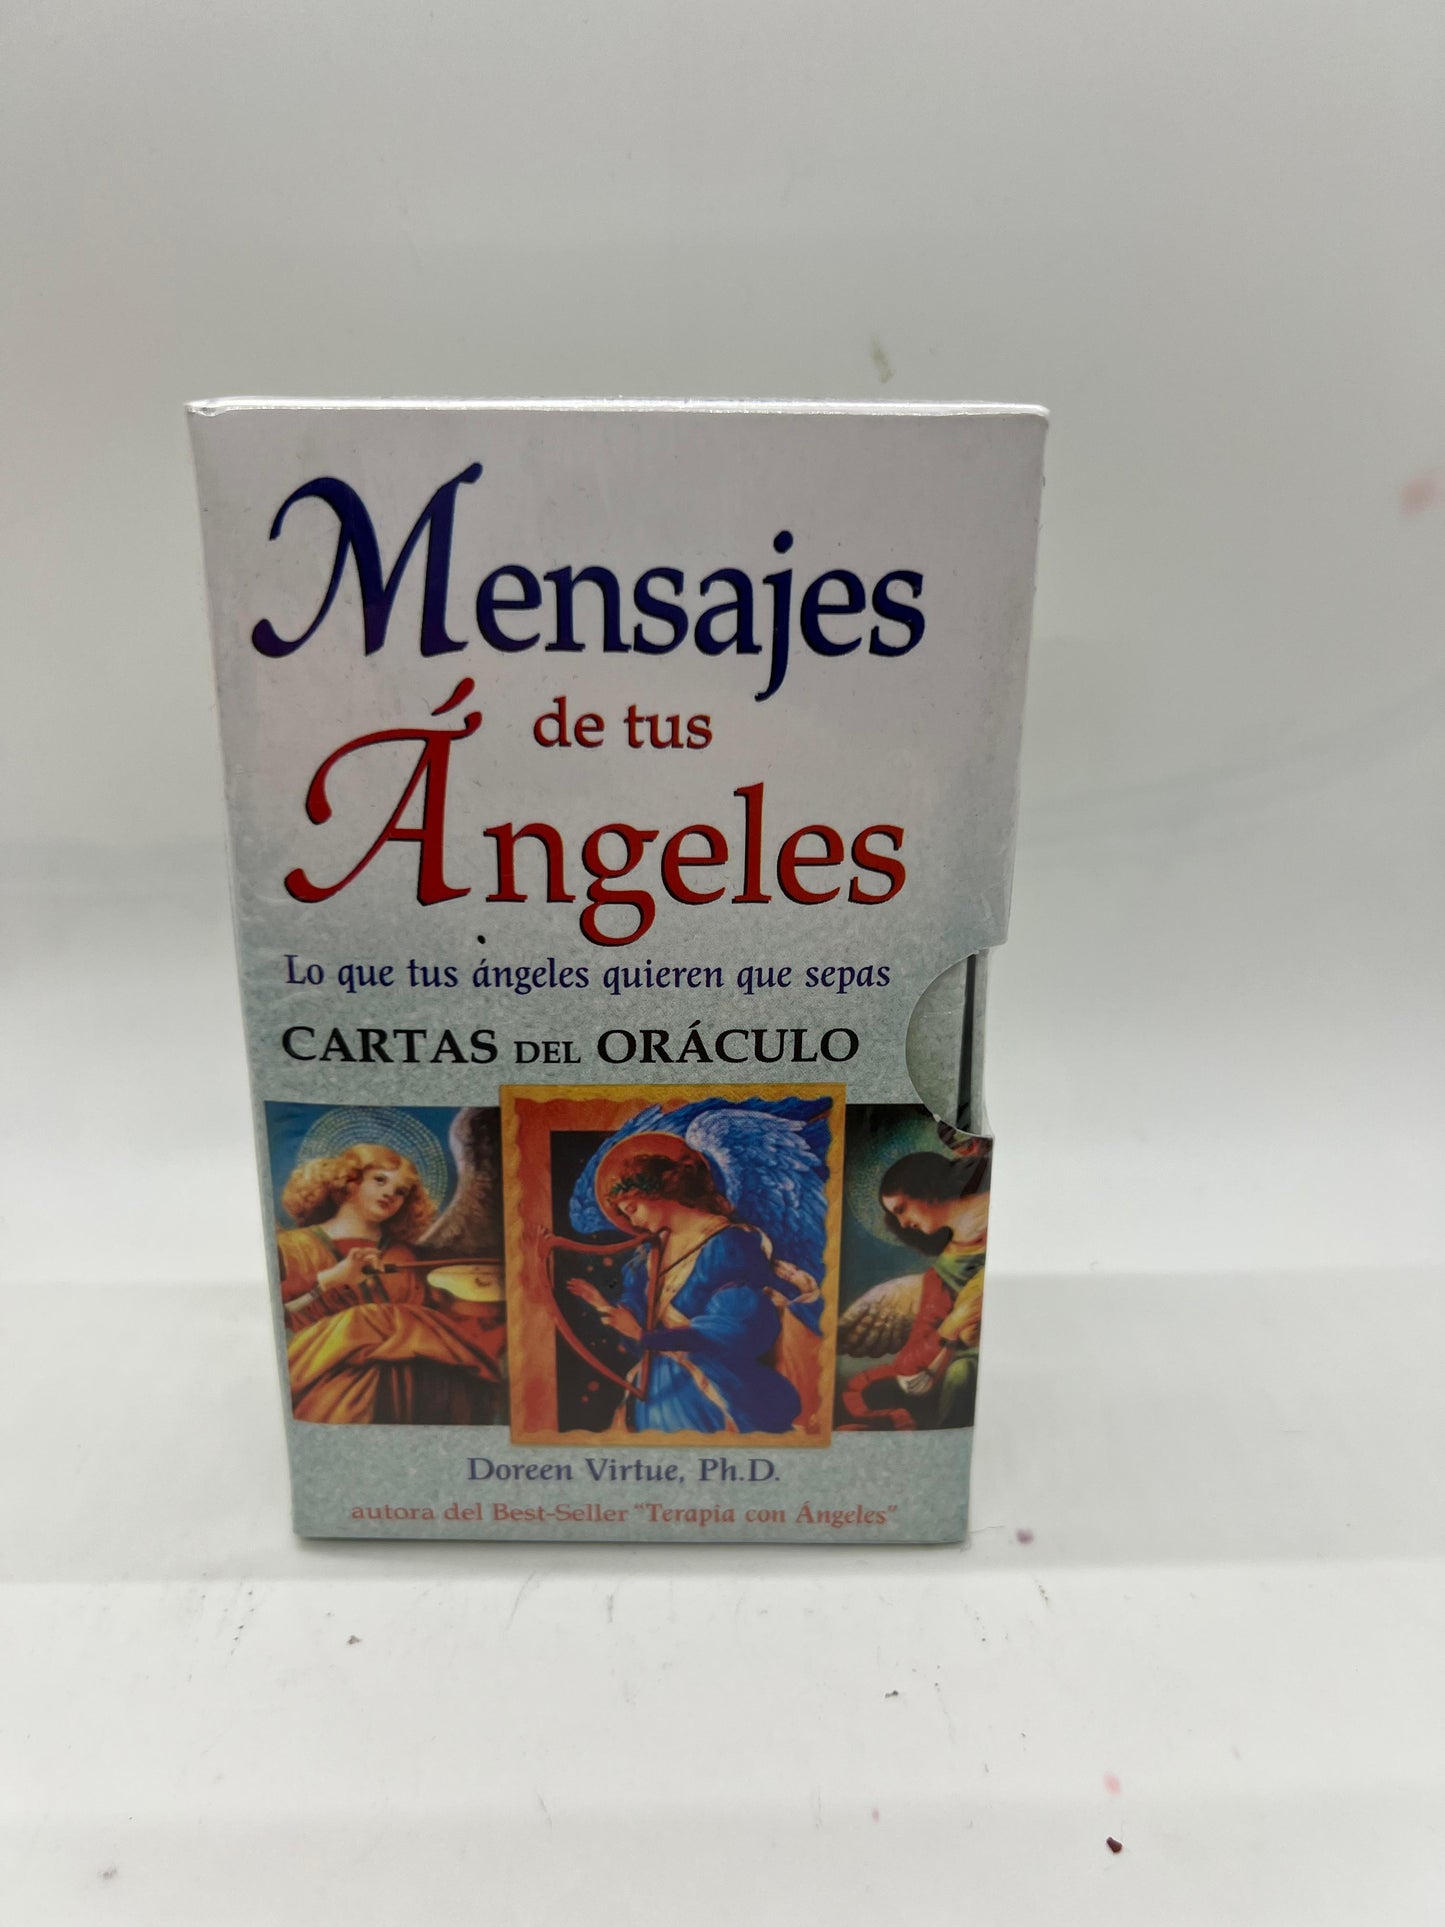 Mensajes
de tus
Ángeles
Lo que tus ángeles quieren que sepas
CARTAS DEL ORÁCULO
Doreen Virtue, Ph.D.
autora del Best-Seller “Terapia con Ángeles”